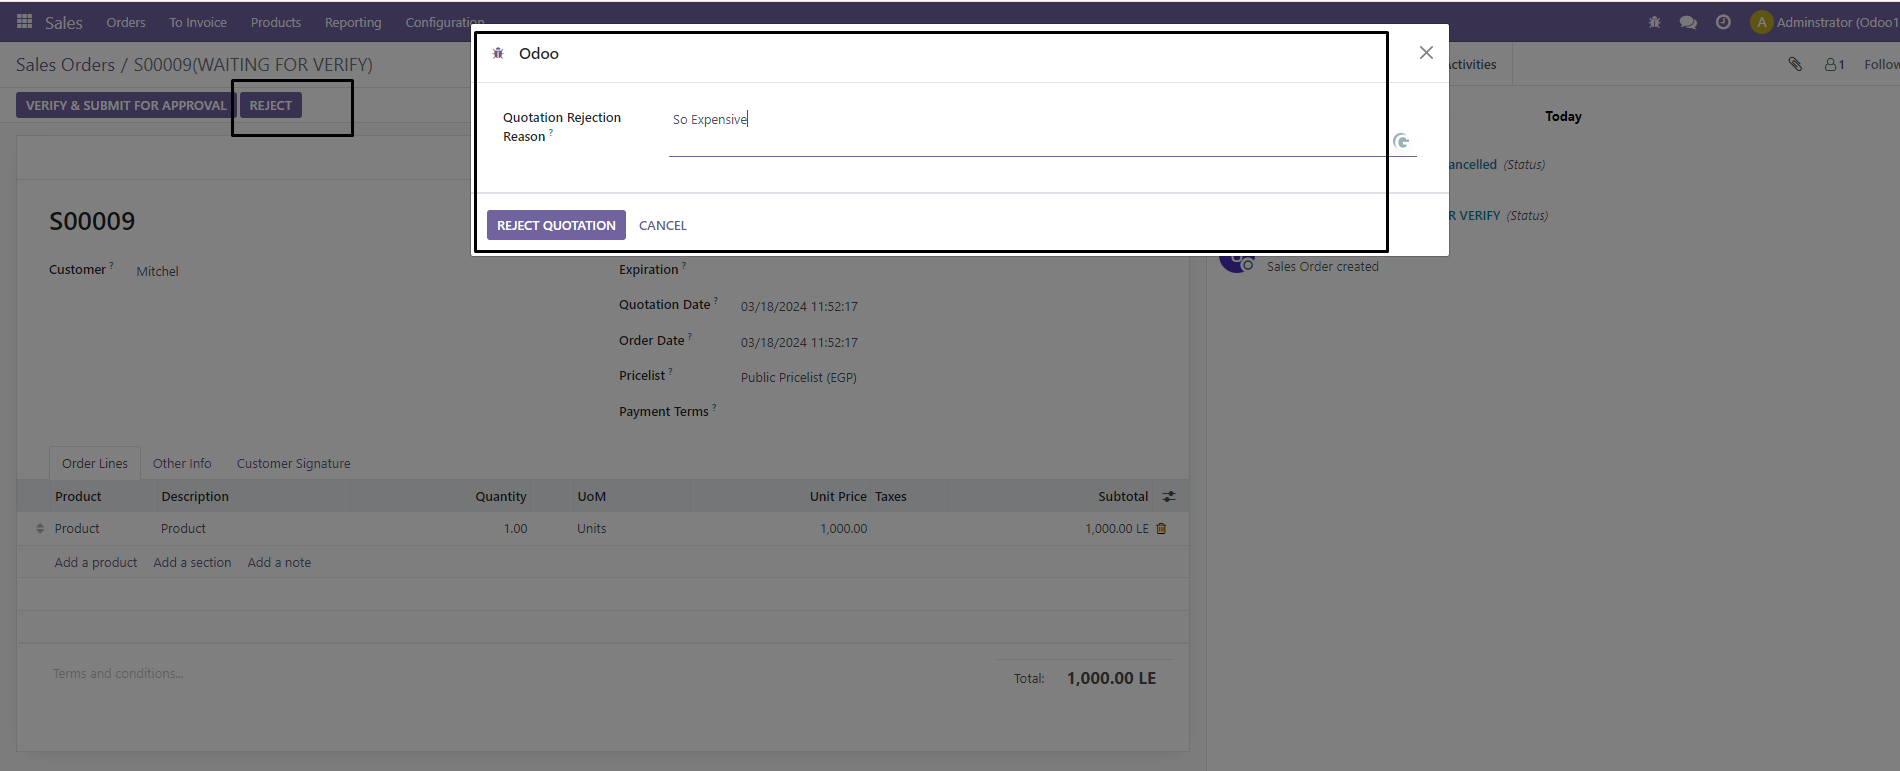 Sales Orders To Invoice Products Reporting Configuration Adminstrator (Odoo1
A
Odoo
Sales Orders / S00009(WAITING FOR VERIFY)
ctivities 1 Follow
VERIFY & SUBMIT FOR APPROVAL REJECT
Quotation Rejection
Reason ?
So Expensive
REJECT QUOTATION CANCEL
Today
ancelled (Status)
R VERIFY (Status)
Sales Order created
S00009
Customer ? Mitchel
Expiration ?
Quotation Date ? 03/18/2024 11:52:17
Order Date ? 03/18/2024 11:52:17
Pricelist ? Public Pricelist (EGP)
Payment Terms ?
Order Lines Other Info Customer Signature
Product Description Quantity UoM Unit Price Taxes Subtotal
Product Product 1.00 Units 1,000.00 1,000.00 LE
Add a product Add a section Add a note
Terms and conditions...
Total: 1,000.00 LE